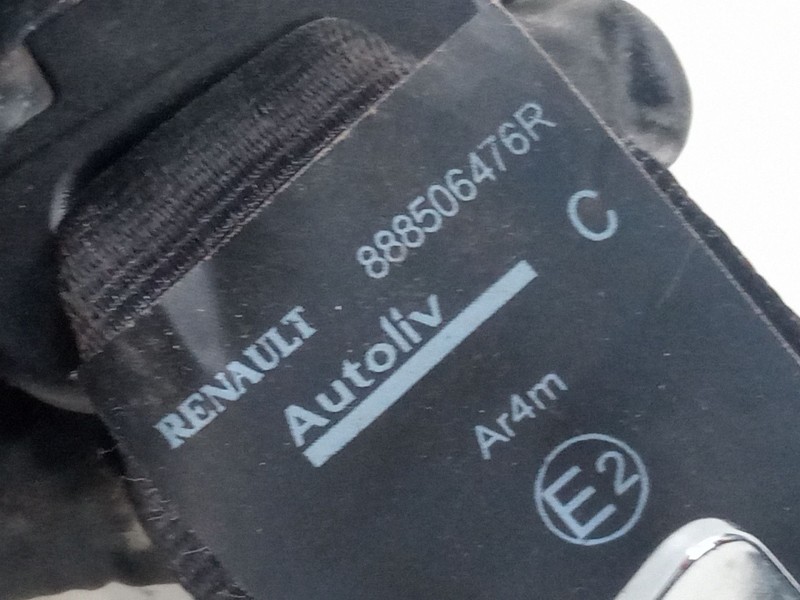 RENAULT 888506476R
Autoliv C
Ar4m
E2